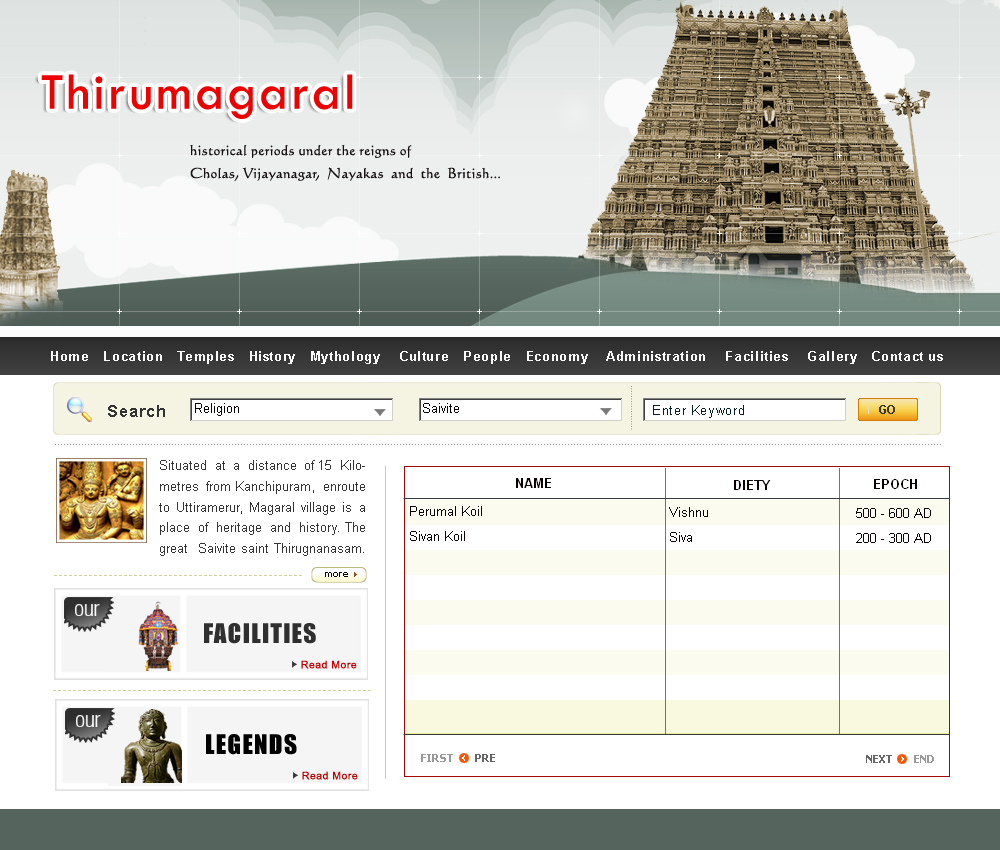 Thirumagaral
historical periods under the reigns of
Cholas, Vijayanagar, Nayakas and the British...
Home Location Temples History Mythology Culture People Economy Administration Facilities Gallery Contact us
Search Religion Saivite Enter Keyword GO
Situated at a distance of 15 Kilo-
metres from Kanchipuram, enroute
to Uttiramerur, Magaral village is a
place of heritage and history. The
great Saivite saint Thirugnanasam.
more
our
FACILITIES
Read More
our
LEGENDS
Read More
NAME DIETY EPOCH
Perumal Koil Vishnu 500 - 600 AD
Sivan Koil Siva 200 - 300 AD
FIRST PRE NEXT END